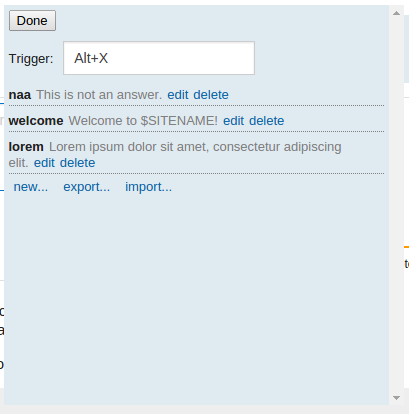 Done
Trigger: Alt+X
naa This is not an answer. edit delete
welcome Welcome to $SITENAME! edit delete
lorem Lorem ipsum dolor sit amet, consectetur adipiscing
elit. edit delete
new... export... import...